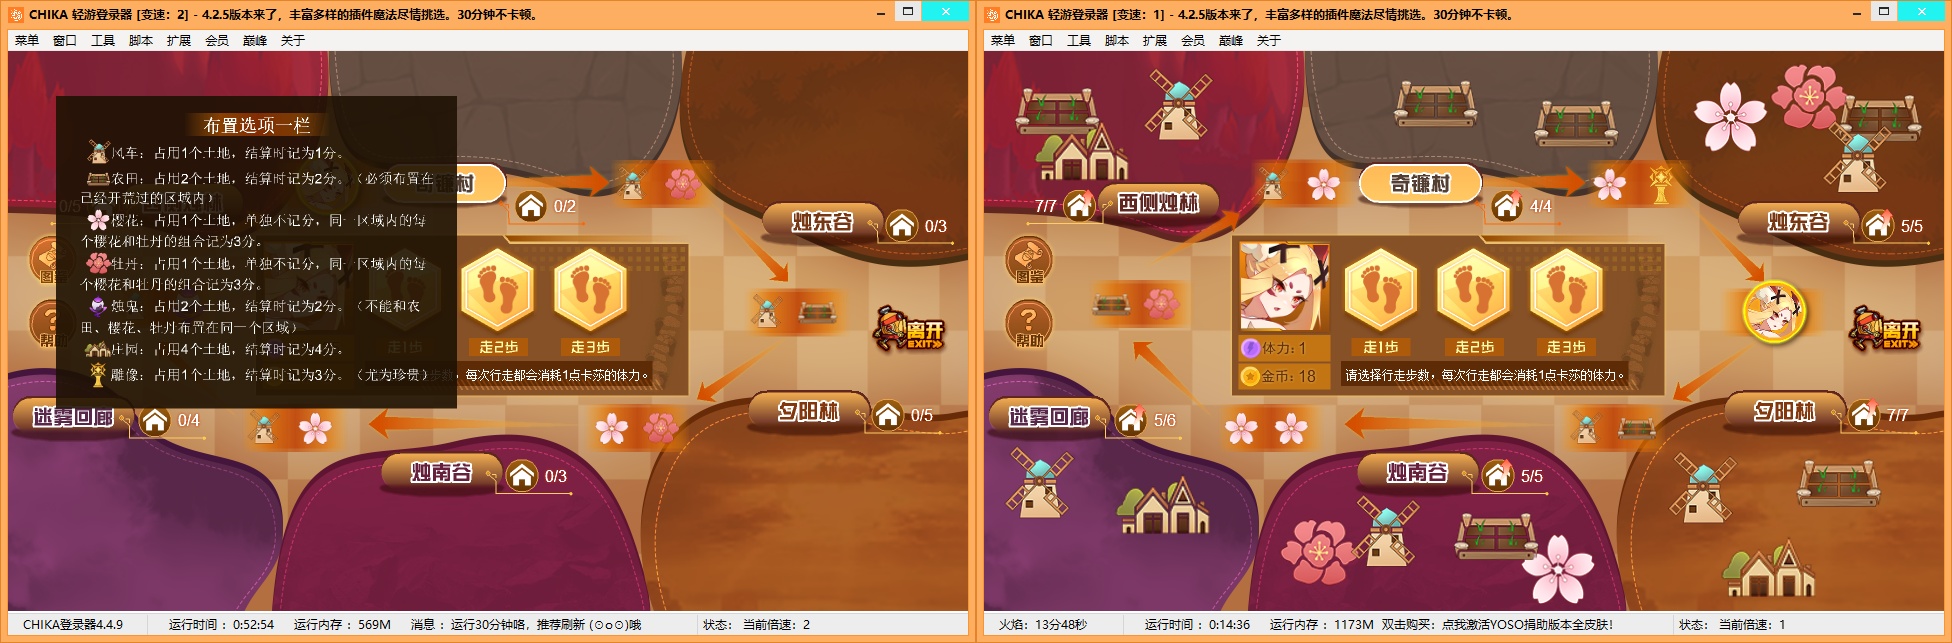 CHIKA 轻游登录器 [变速：2] - 4.2.5版本来了，丰富多样的插件魔法尽情挑选。30分钟不卡顿。
菜单 窗口 工具 脚本 扩展 会员 巅峰 关于
布置选项一栏
风车：占用1个土地，结算时记为1分。
农田：占用2个土地，结算时记为2分。（必须布置在
已经开荒过的区域内）
樱花：占用1个土地，单独不记分，同一区域内的每
个樱花和牡丹的组合记为3分。
牡丹：占用1个土地，单独不记分，同一区域内的每
个樱花和牡丹的组合记为3分。
烛鬼：占用2个土地，结算时记为2分。（不能和农
田、樱花、牡丹布置在同一个区域）
庄园：占用4个土地，结算时记为4分。
雕像：占用1个土地，结算时记为3分。（尤为珍贵）
奇镰村
0/2
烛东谷
0/3
0/5
图鉴
帮助
走1步
走2步
走3步
每次行走都会消耗1点卡莎的体力。
离开
EXIT
迷雾回廊
0/4
夕阳林
0/5
烛南谷
0/3
CHIKA登录器4.4.9
运行时间： 0:52:54
运行内存： 569M
消息： 运行30分钟咯，推荐刷新 (⊙o⊙)哦
状态： 当前倍速： 2
CHIKA 轻游登录器 [变速：1] - 4.2.5版本来了，丰富多样的插件魔法尽情挑选。30分钟不卡顿。
菜单 窗口 工具 脚本 扩展 会员 巅峰 关于
7/7
西侧烛林
奇镰村
4/4
烛东谷
5/5
图鉴
帮助
体力：1
金币：18
走1步
走2步
走3步
请选择行走步数，每次行走都会消耗1点卡莎的体力。
离开
EXIT
迷雾回廊
5/6
夕阳林
7/7
烛南谷
5/5
火焰：13分48秒
运行时间： 0:14:36
运行内存： 1173M
双击购买：点我激活YOSO捐助版本全皮肤！
状态： 当前倍速： 1